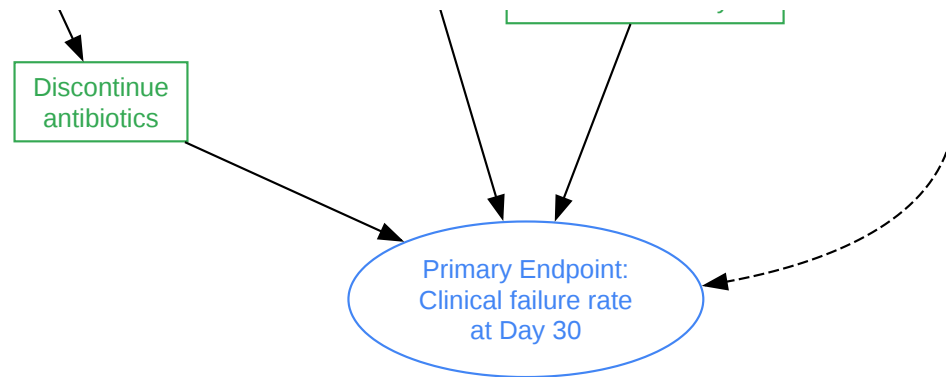 Discontinue
antibiotics
Primary Endpoint:
Clinical failure rate
at Day 30